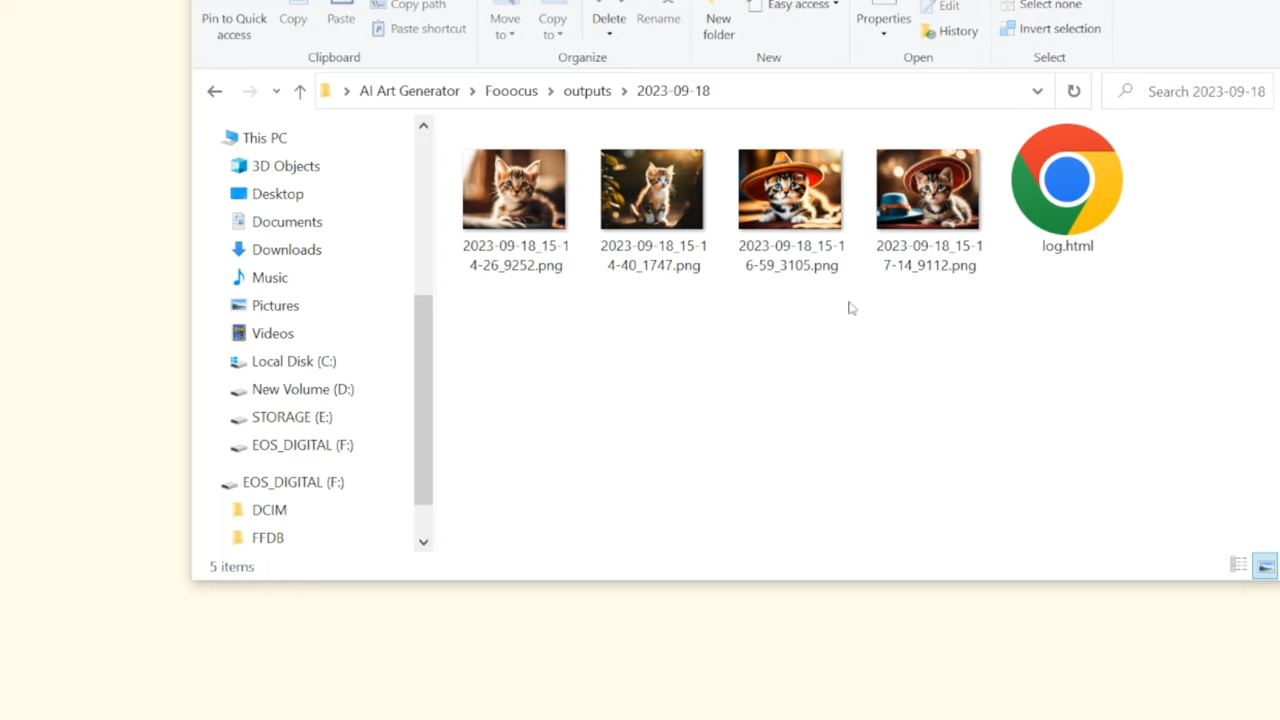 Copy path
Easy access
Edit
Select none
Pin to Quick access
Copy
Paste
Paste shortcut
Move to
Copy to
Delete
Rename
New folder
Properties
History
Invert selection
Clipboard
Organize
New
Open
Select
AI Art Generator > Fooocus > outputs > 2023-09-18
Search 2023-09-18
This PC
3D Objects
Desktop
Documents
Downloads
Music
Pictures
Videos
Local Disk (C:)
New Volume (D:)
STORAGE (E:)
EOS_DIGITAL (F:)
EOS_DIGITAL (F:)
DCIM
FFDB
2023-09-18_15-1
4-26_9252.png
2023-09-18_15-1
4-40_1747.png
2023-09-18_15-1
6-59_3105.png
2023-09-18_15-1
7-14_9112.png
log.html
5 items